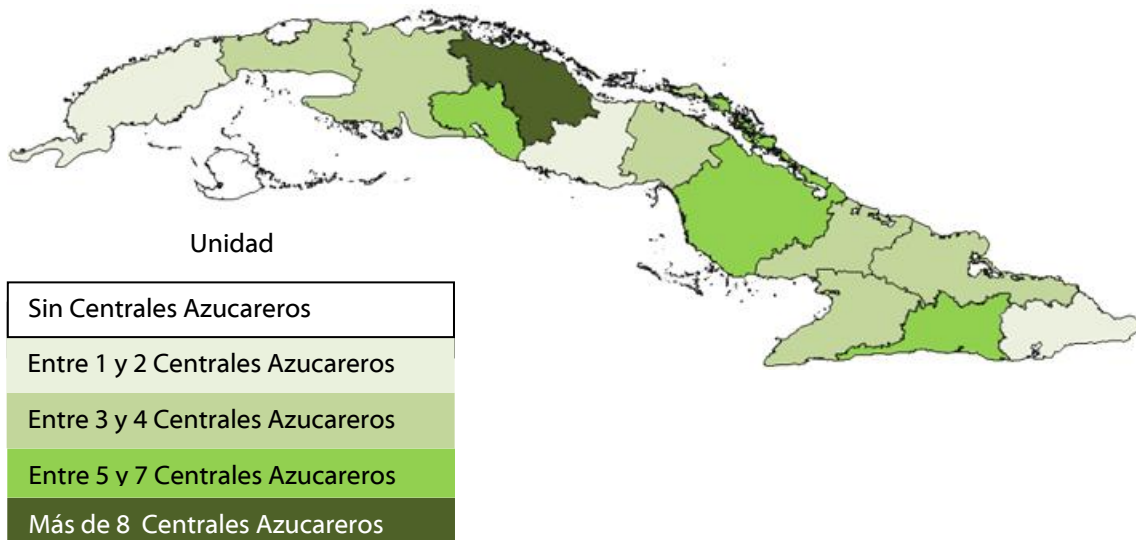 Unidad
Sin Centrales Azucareros
Entre 1 y 2 Centrales Azucareros
Entre 3 y 4 Centrales Azucareros
Entre 5 y 7 Centrales Azucareros
Más de 8 Centrales Azucareros